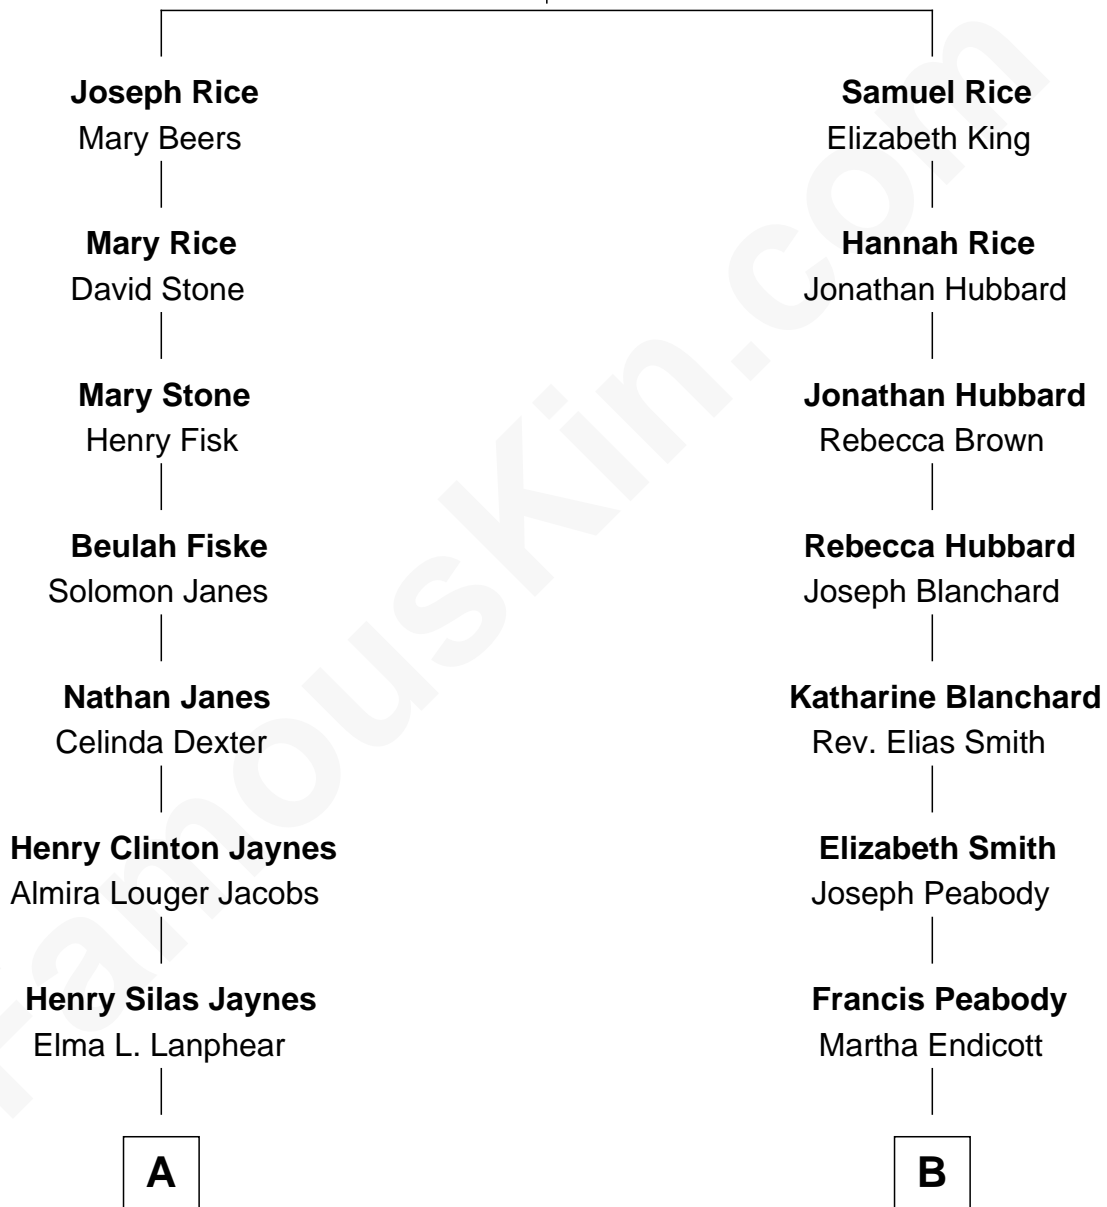 Joseph Rice
Mary Beers
Samuel Rice
Elizabeth King
Mary Rice
David Stone
Hannah Rice
Jonathan Hubbard
Mary Stone
Henry Fisk
Jonathan Hubbard
Rebecca Brown
Beulah Fiske
Solomon Janes
Rebecca Hubbard
Joseph Blanchard
Nathan Janes
Celinda Dexter
Katharine Blanchard
Rev. Elias Smith
Henry Clinton Jaynes
Almira Louger Jacobs
Elizabeth Smith
Joseph Peabody
Henry Silas Jaynes
Elma L. Lanphear
Francis Peabody
Martha Endicott
A
B
FamousKin.com